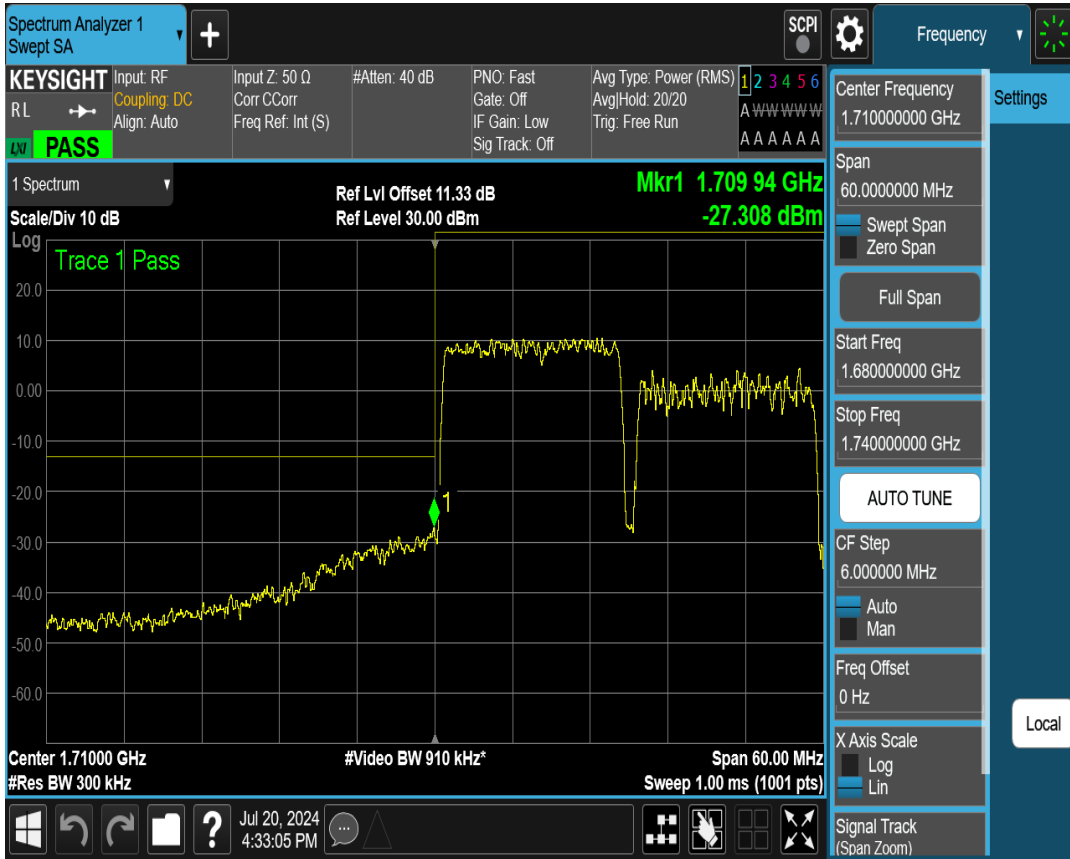 Spectrum Analyzer 1
Swept SA
+
SCPI
Frequency
KEYSIGHT
RL
LXI
PASS
Input: RF
Coupling: DC
Align: Auto
Input Z: 50 Ω
Corr CCorr
Freq Ref: Int (S)
#Atten: 40 dB
PNO: Fast
Gate: Off
IF Gain: Low
Sig Track: Off
Avg Type: Power (RMS)
Avg|Hold: 20/20
Trig: Free Run
1 2 3 4 5 6
A W W W W W
A A A A A A
1 Spectrum
Scale/Div 10 dB
Log
Ref Lvl Offset 11.33 dB
Ref Level 30.00 dBm
Mkr1 1.709 94 GHz
-27.308 dBm
Trace 1 Pass
20.0
10.0
0.00
-10.0
-20.0
-30.0
-40.0
-50.0
-60.0
1
Center 1.71000 GHz
#Res BW 300 kHz
#Video BW 910 kHz*
Span 60.00 MHz
Sweep 1.00 ms (1001 pts)
Center Frequency
1.710000000 GHz
Span
60.0000000 MHz
Swept Span
Zero Span
Full Span
Start Freq
1.680000000 GHz
Stop Freq
1.740000000 GHz
AUTO TUNE
CF Step
6.000000 MHz
Auto
Man
Freq Offset
0 Hz
X Axis Scale
Log
Lin
Signal Track
(Span Zoom)
Settings
Local
?
Jul 20, 2024
4:33:05 PM